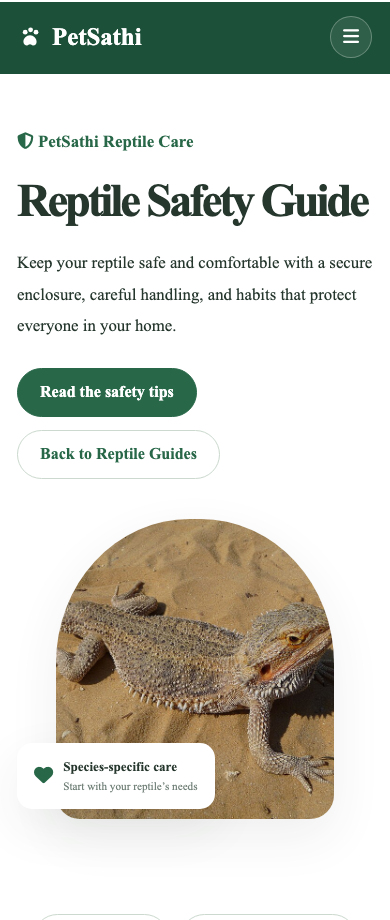 PetSathi
PetSathi Reptile Care
Reptile Safety Guide
Keep your reptile safe and comfortable with a secure
enclosure, careful handling, and habits that protect
everyone in your home.
Read the safety tips
Back to Reptile Guides
Species-specific care
Start with your reptile's needs